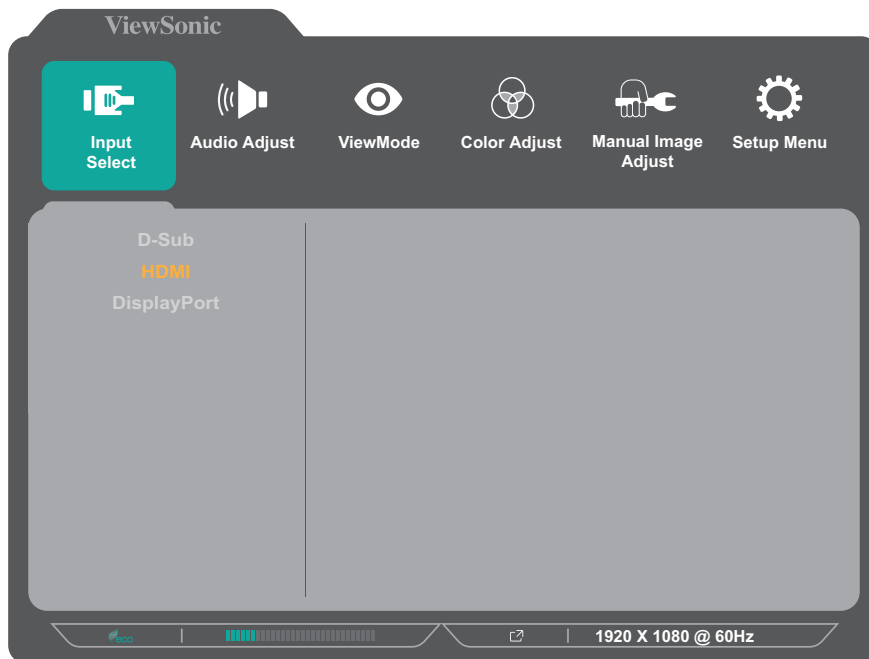 ViewSonic
Input
Select
Audio Adjust
ViewMode
Color Adjust
Manual Image
Adjust
Setup Menu
D-Sub
HDMI
DisplayPort
eco
1920 X 1080 @ 60Hz